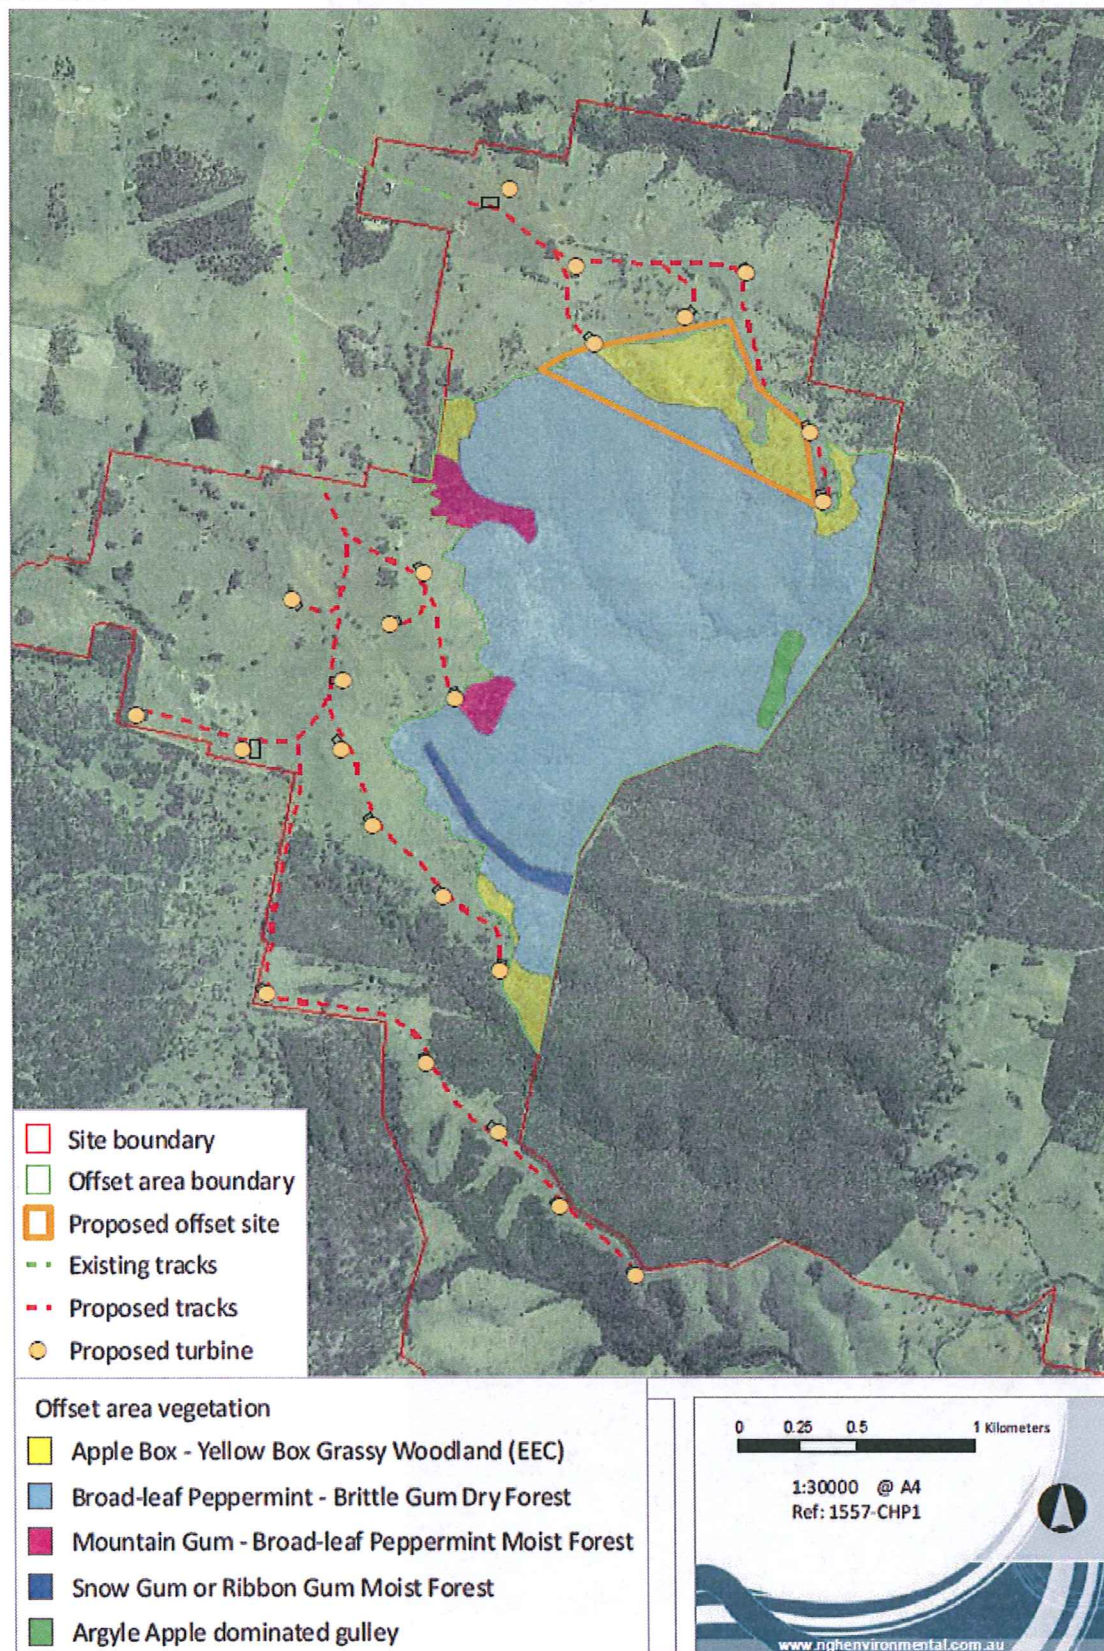 Site boundary
Offset area boundary
Proposed offset site
Existing tracks
Proposed tracks
Proposed turbine
Offset area vegetation
Apple Box - Yellow Box Grassy Woodland (EEC)
Broad-leaf Peppermint - Brittle Gum Dry Forest
Mountain Gum - Broad-leaf Peppermint Moist Forest
Snow Gum or Ribbon Gum Moist Forest
Argyle Apple dominated gulley
0 0.25 0.5 1 Kilometers
1:30000 @ A4
Ref: 1557-CHP1
www.nghenvironmental.com.au